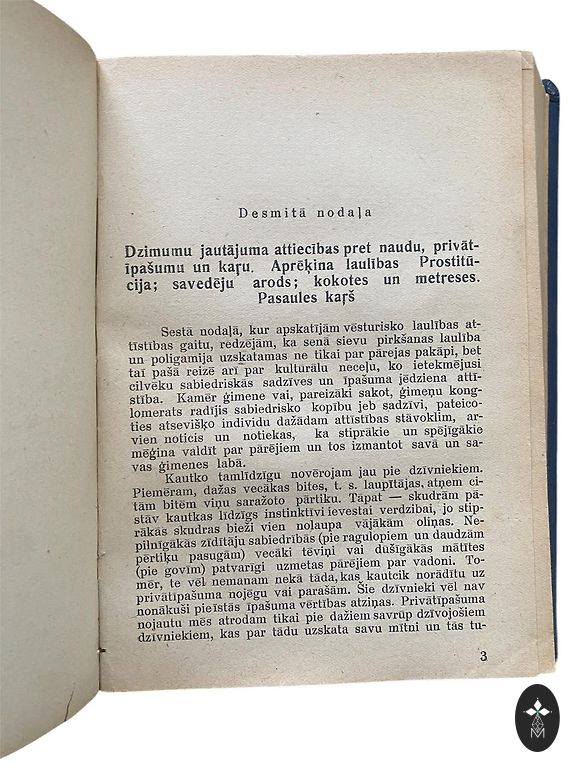 Desmitā nodaļa
Dzimumu jautājuma attiecības pret naudu, privāt-
īpašumu un kaŗu. Aprēķina laulības Prostitū-
cija; savedēju arods; kokotes un metreses.
Pasaules kaŗš
Sestā nodaļā, kur apskatījām vēsturisko laulības at-
tīstības gaitu, redzējām, ka senā sievu pirkšanas laulība
un poligamija uzskatamas ne tikai par pārejas pakāpi, bet
taī pašā reizē arī par kultūrālu neceļu, ko ietekmējusi
cilvēku sabiedriskās sadzīves un īpašuma jēdziena attī-
stība. Kamēr ģimene vai, pareizāki sakot, ģimeņu kong-
lomerats radījis sabiedrisko kopību jeb sadzīvi, pateico-
ties atsevišķo individu dažādam attīstības stāvoklim, ar-
vien noticis un notiekas, ka stiprākie un spējīgākie
mēģina valdīt par pārējiem un tos izmantot savā un sa-
vas ģimenes labā.
Kautko tamlīdzīgu novērojam jau pie dzīvniekiem.
Piemēram, dažas vecākas bites, t. s. laupītājas, atņem ci-
tām bitēm viņu saražoto pārtiku. Tāpat — skudrām pā-
stāv kautkas līdzīgs instinktīvi ievestai verdzībai, jo stip-
rākās skudras bieži vien nolaupa vājākām oliņas. Ne-
pilnīgākās zīdītāju sabiedrībās (pie ragulopiem un daudzām
pērtiķu pasugām) vecāki tēviņi vai dūšīgākās mātītes
(pie govīm) patvarīgi uzmetas pārējiem par vadoni. To-
mēr, te vēl nemanam nekā tāda, kas kautcik norādītu uz
privātīpašuma nojēgu vai parašām. Šie dzīvnieki vēl nav
nonākuši pie īstās īpašuma vērtības atziņas. Privātīpašuma
nojautu mēs atrodam tikai pie dažiem savrūp dzīvojošiem
dzīvniekiem, kas par tādu uzskata savu mītni un tās tu-
3
M